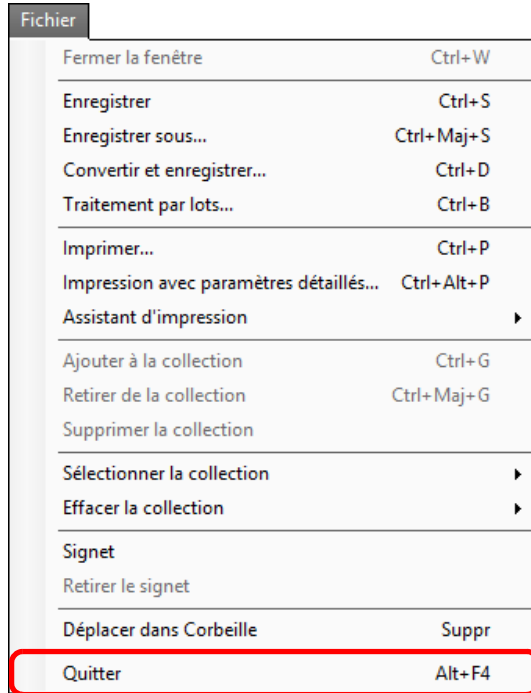 Fichier
Fermer la fenêtre Ctrl+W
Enregistrer Ctrl+S
Enregistrer sous... Ctrl+Maj+S
Convertir et enregistrer... Ctrl+D
Traitement par lots... Ctrl+B
Imprimer... Ctrl+P
Impression avec paramètres détaillés... Ctrl+Alt+P
Assistant d'impression
Ajouter à la collection Ctrl+G
Retirer de la collection Ctrl+Maj+G
Supprimer la collection
Sélectionner la collection
Effacer la collection
Signet
Retirer le signet
Déplacer dans Corbeille Suppr
Quitter Alt+F4